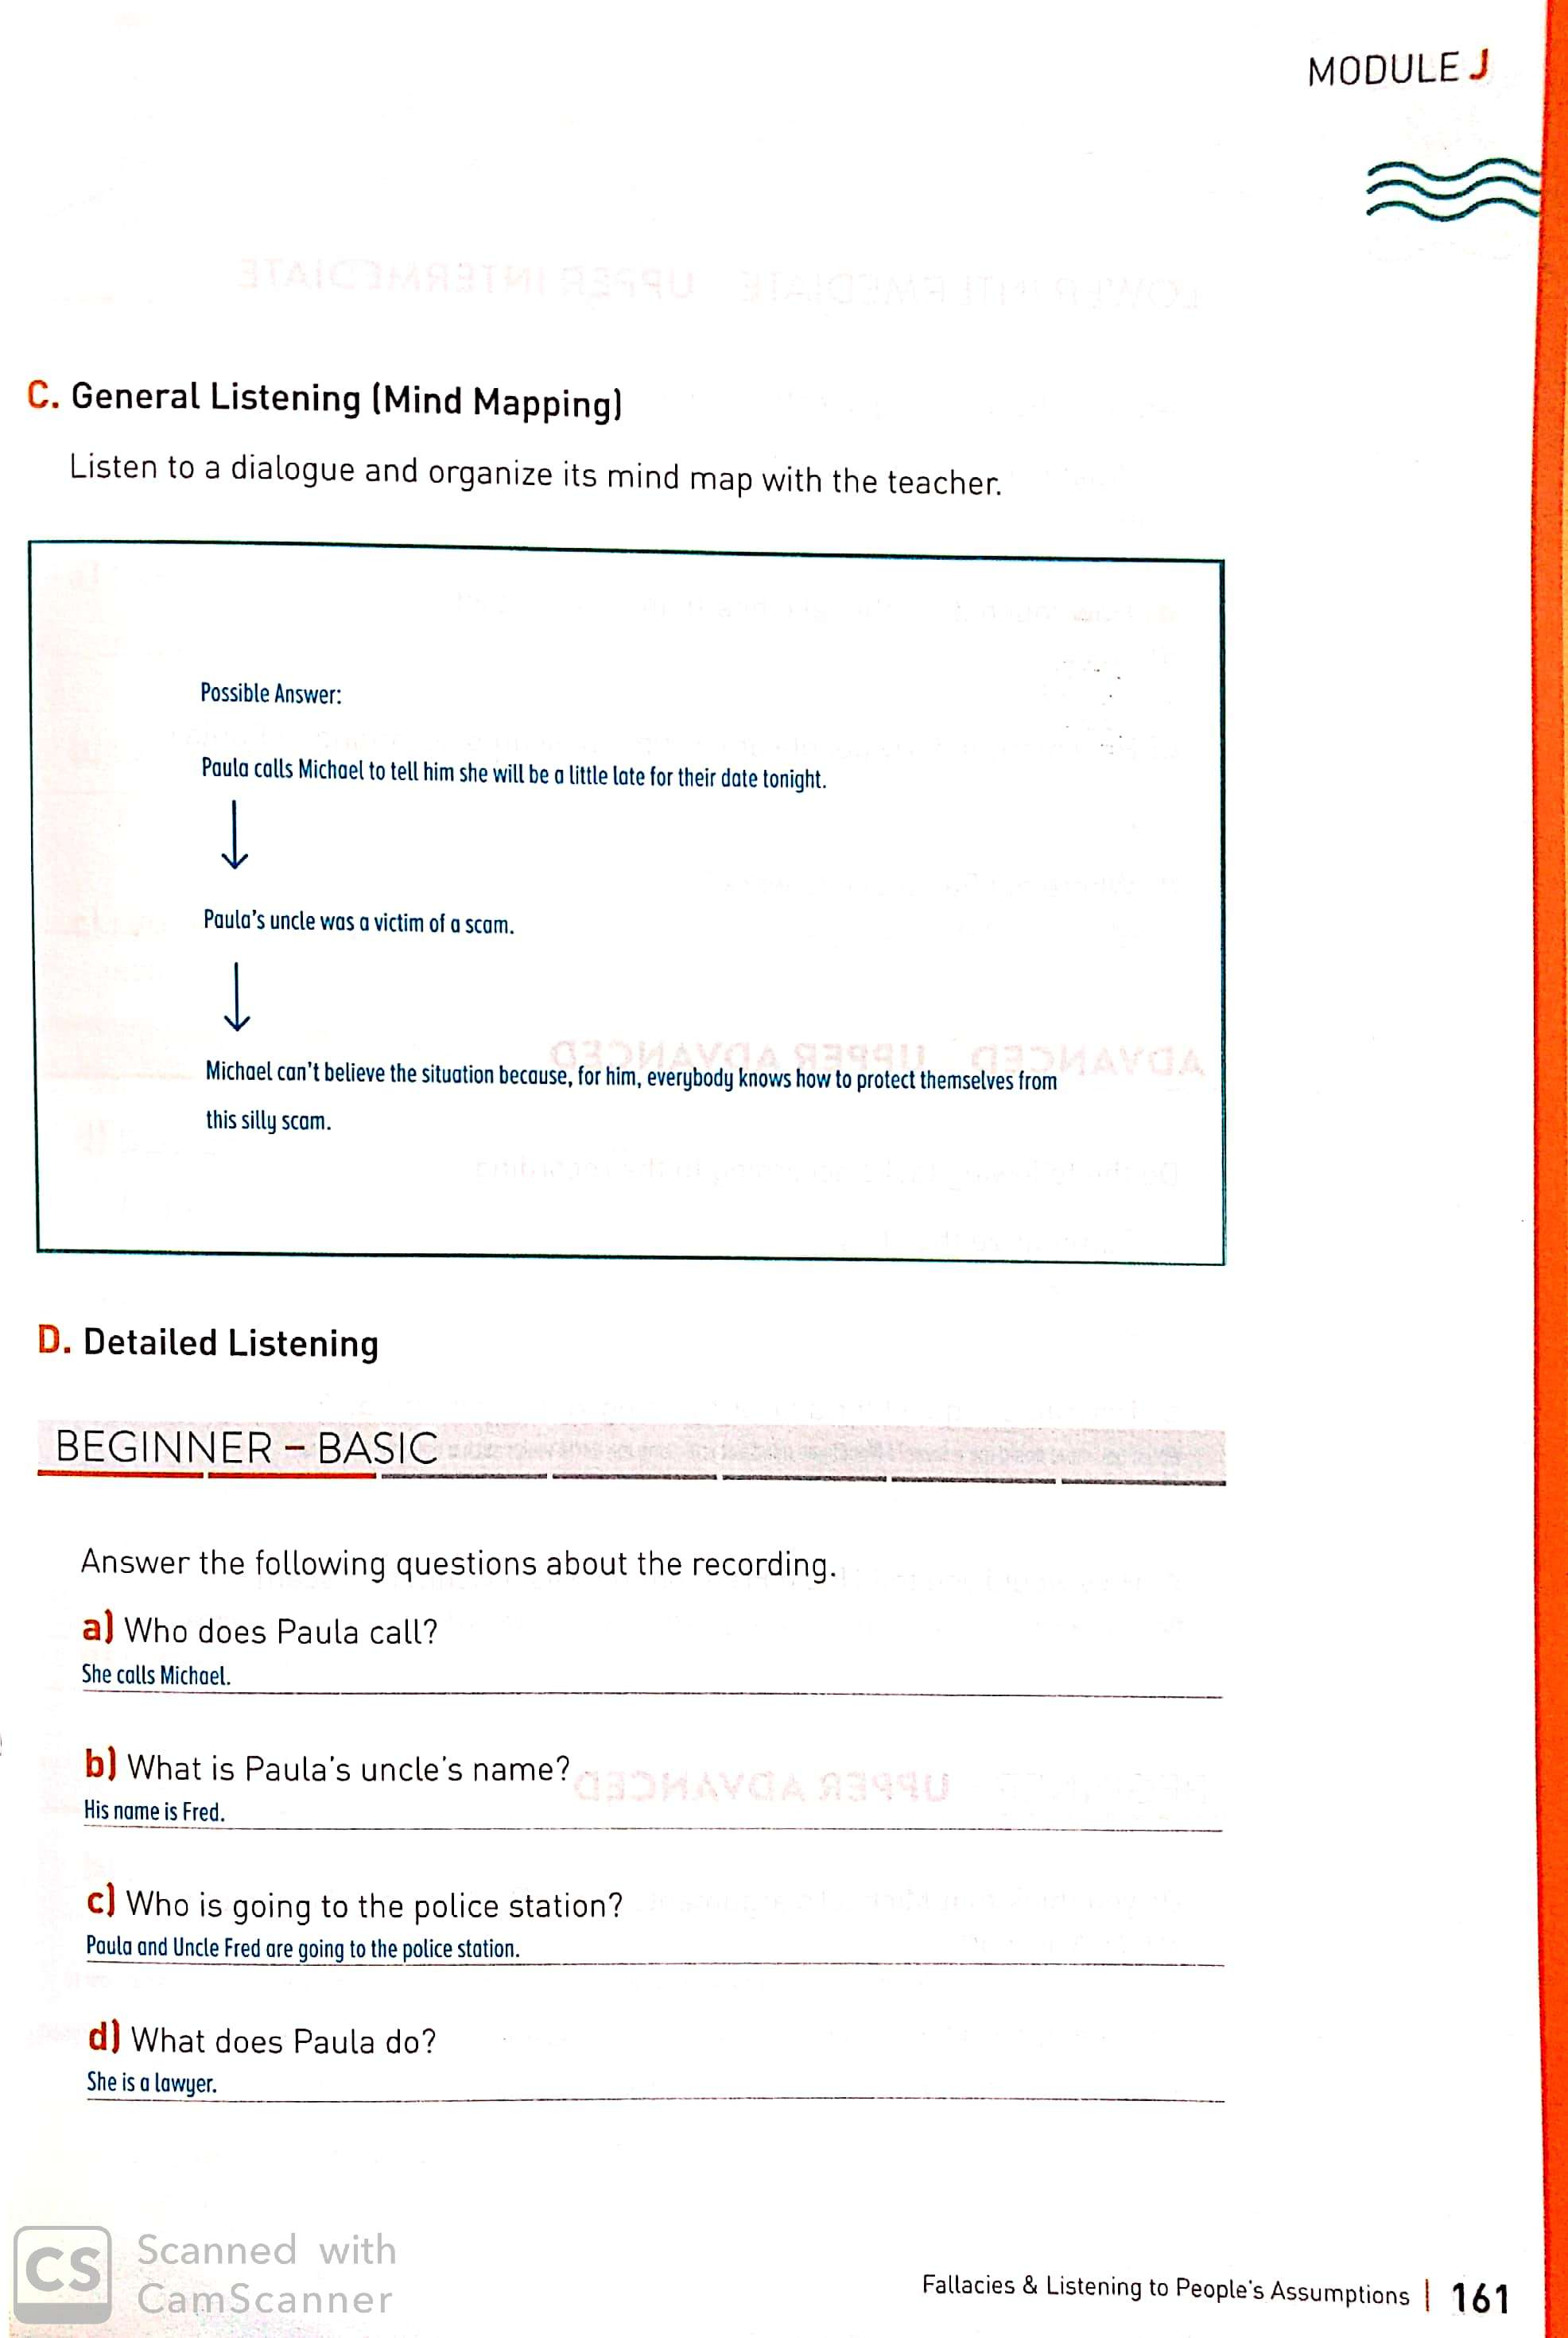 MODULE J
C. General Listening (Mind Mapping)
Listen to a dialogue and organize its mind map with the teacher.
Possible Answer:
Paula calls Michael to tell him she will be a little late for their date tonight.
Paula's uncle was a victim of a scam.
Michael can't believe the situation because, for him, everybody knows how to protect themselves from
this silly scam.
D. Detailed Listening
BEGINNER – BASIC
Answer the following questions about the recording.
a) Who does Paula call?
She calls Michael.
b) What is Paula's uncle's name?
His name is Fred.
c) Who is going to the police station?
Paula and Uncle Fred are going to the police station.
d) What does Paula do?
She is a lawyer.
CS Scanned with
CamScanner
Fallacies & Listening to People's Assumptions | 161